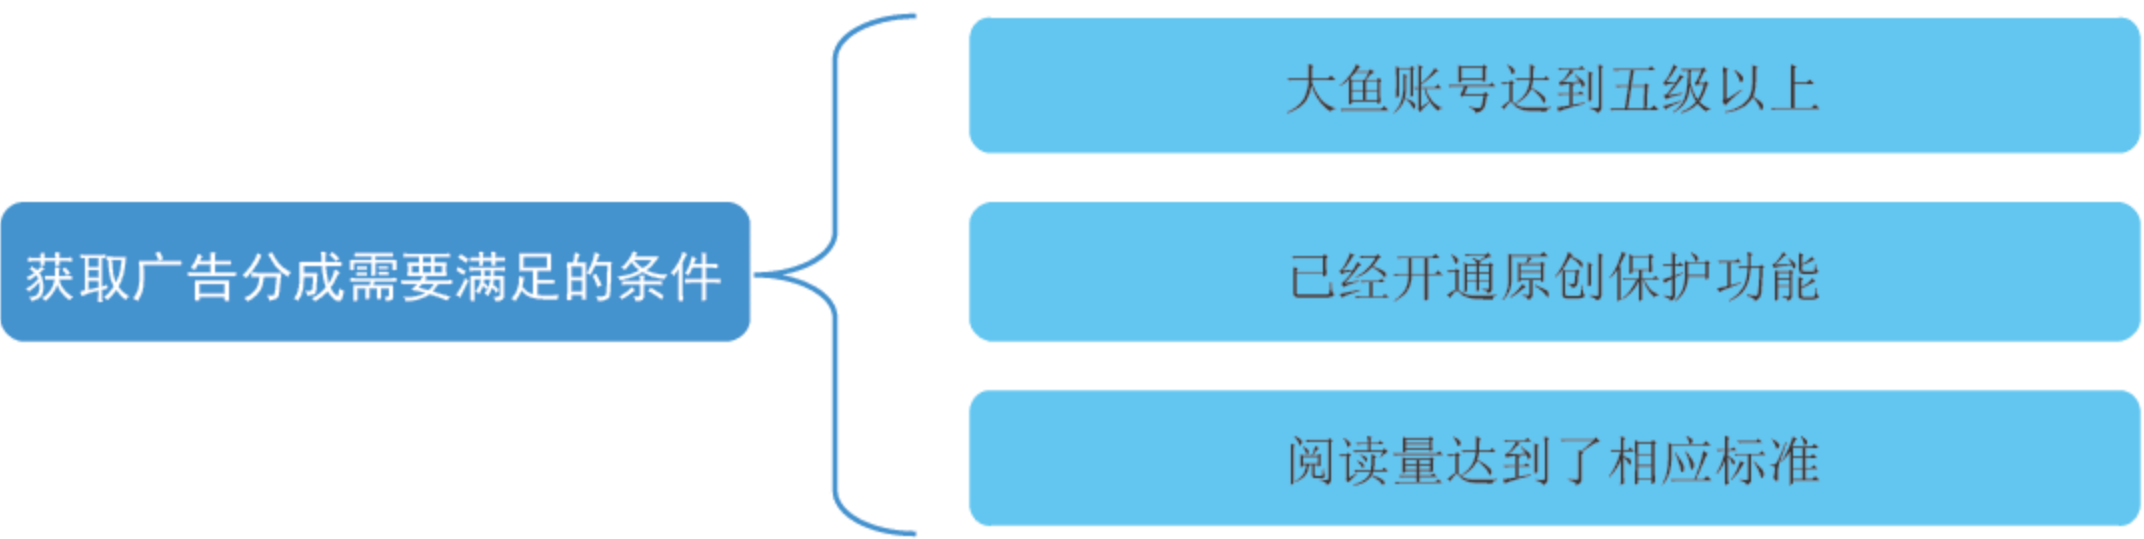 获取广告分成需要满足的条件
大鱼账号达到五级以上
已经开通原创保护功能
阅读量达到了相应标准